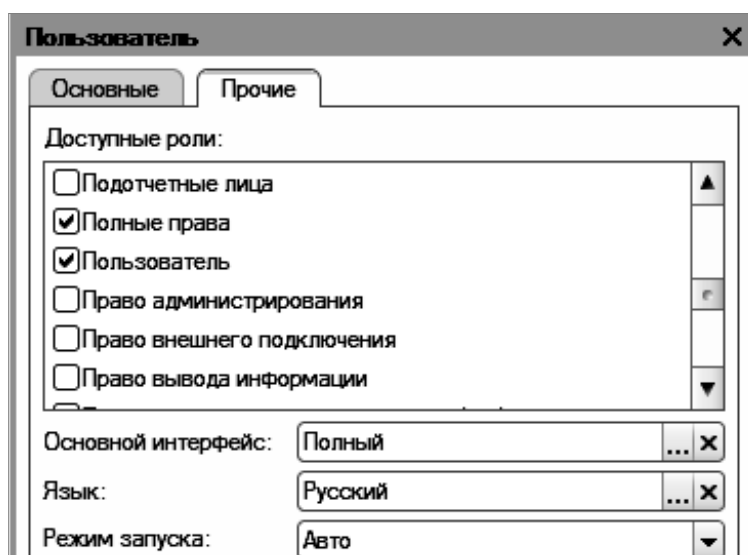 Пользователь
Основные Прочие
Доступные роли:
Подотчетные лица
Полные права
Пользователь
Право администрирования
Право внешнего подключения
Право вывода информации
Основной интерфейс: Полный ...
Язык: Русский ...
Режим запуска: Авто